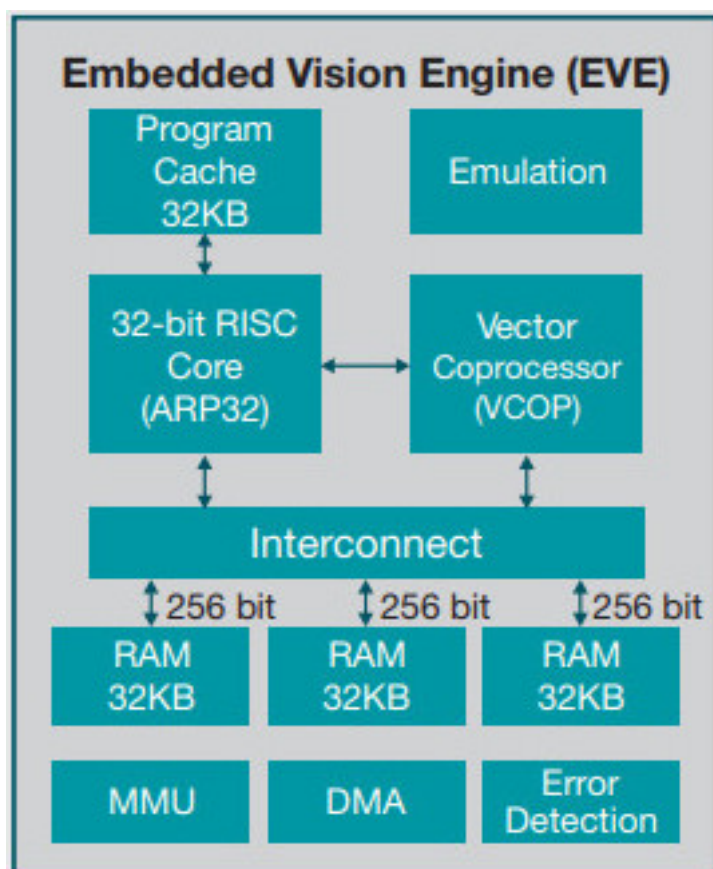 Embedded Vision Engine (EVE)
Program
Cache
32KB
Emulation
32-bit RISC
Core
(ARP32)
Vector
Coprocessor
(VCOP)
Interconnect
256 bit
256 bit
256 bit
RAM
32KB
RAM
32KB
RAM
32KB
MMU
DMA
Error
Detection